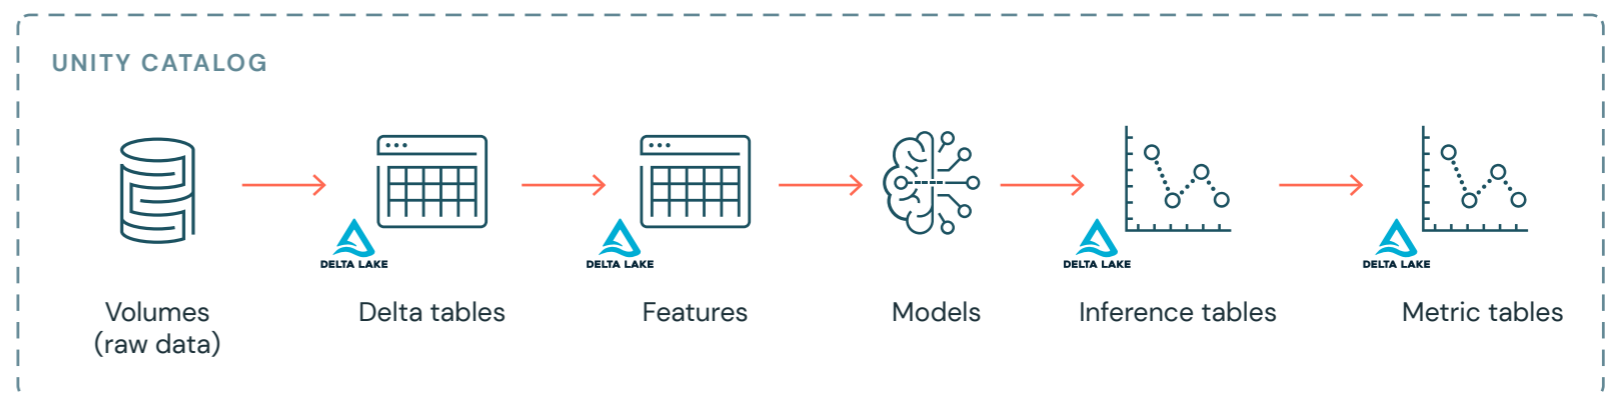 UNITY CATALOG
DELTA LAKE
DELTA LAKE
DELTA LAKE
DELTA LAKE
Volumes
(raw data)
Delta tables
Features
Models
Inference tables
Metric tables